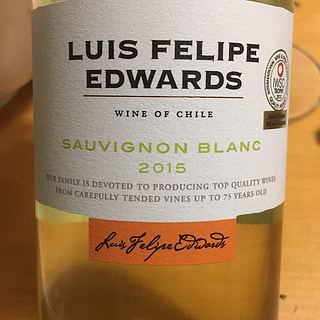 LUIS FELIPE
EDWARDS
WINE OF CHILE
SAUVIGNON BLANC
2015
OUR FAMILY IS DEVOTED TO PRODUCING TOP QUALITY WINES
FROM CAREFULLY TENDED VINES UP TO 75 YEARS OLD
Luis Felipe Edwards